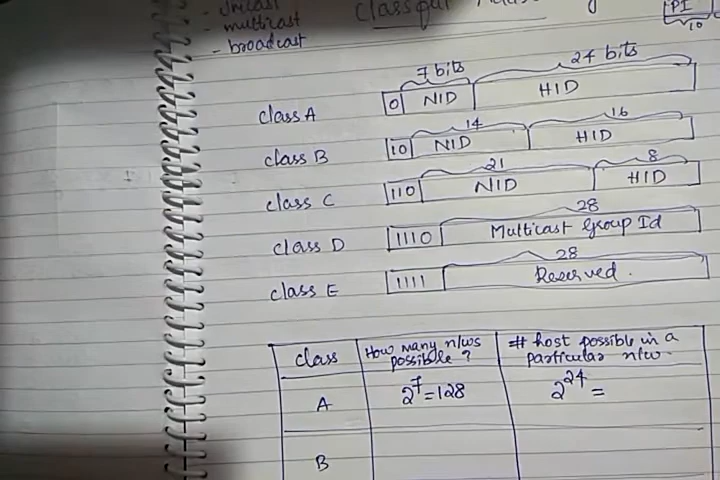 - multicast
- broadcast
PI
10
7 bits
24 bits
class A
0
NID
HID
14
16
class B
10
NID
HID
21
8
class C
110
NID
HID
28
class D
1110
Multicast Group Id
28
class E
1111
Reserved.
class
How many n/ws possible ?
# host possible in a particular n/w.
A
2^7 = 128
2^24 =
B